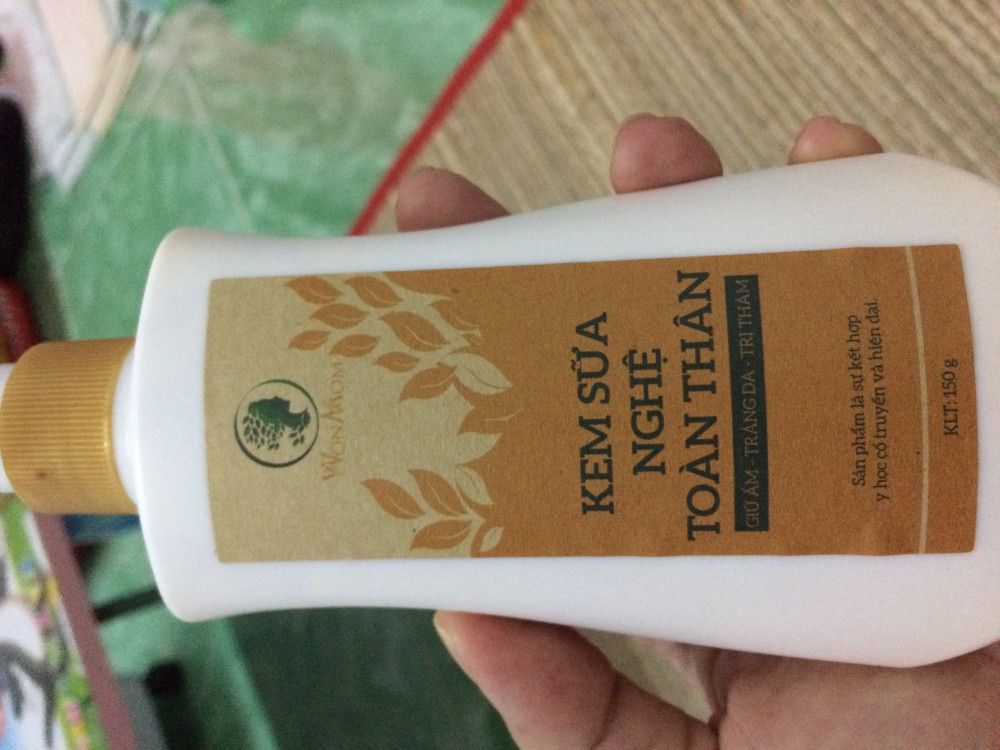 WONMOM
KEM SỮA
NGHỆ
TOÀN THÂN
GIỮ ẨM - TRẮNG DA - TRỊ THÂM
Sản phẩm là sự kết hợp
y học cổ truyền và hiện đại.
KLT: 150 g